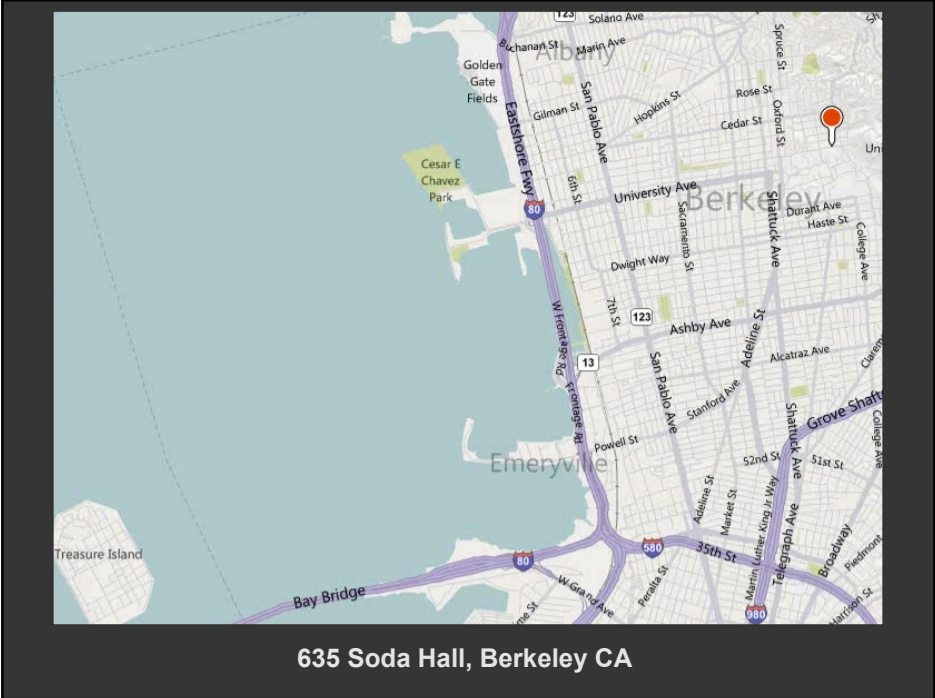 123
Solano Ave
Buchanan St
Marin Ave
Albany
Spruce St
Golden
Gate
Fields
San Pablo Ave
Eastshore Fwy
Gilman St
Hopkins St
Rose St
Cedar St
Oxford St
Cesar E
Chavez
Park
6th St
University Ave
Berkeley
80
Sacramento St
Shattuck Ave
Durant Ave
Haste St
College Ave
Dwight Way
7th St
123
Ashby Ave
Adeline St
W Frontage Rd
13
Alcatraz Ave
San Pablo Ave
Frontage Rd
Stanford Ave
Shattuck Ave
Grove Shaft
College Ave
Powell St
Emeryville
52nd St
51st St
Adeline St
Market St
Martin Luther King Jr Way
Telegraph Ave
Broadway
Piedmont
Treasure Island
80
580
35th St
Bay Bridge
W Grand Ave
Peralta St
980
Harrison St
635 Soda Hall, Berkeley CA